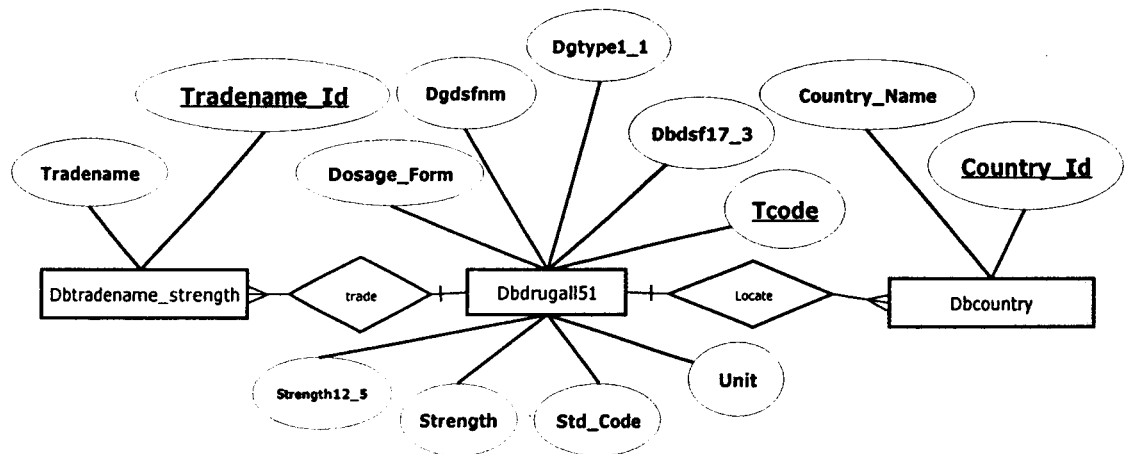 Dgtype1_1
Tradename_Id
Dgdsfnm
Country_Name
Dbdsf17_3
Tradename
Dosage_Form
Country_Id
Tcode
Dbtradename_strength
trade
Dbdrugall51
Locate
Dbcountry
Strength12_5
Strength
Std_Code
Unit